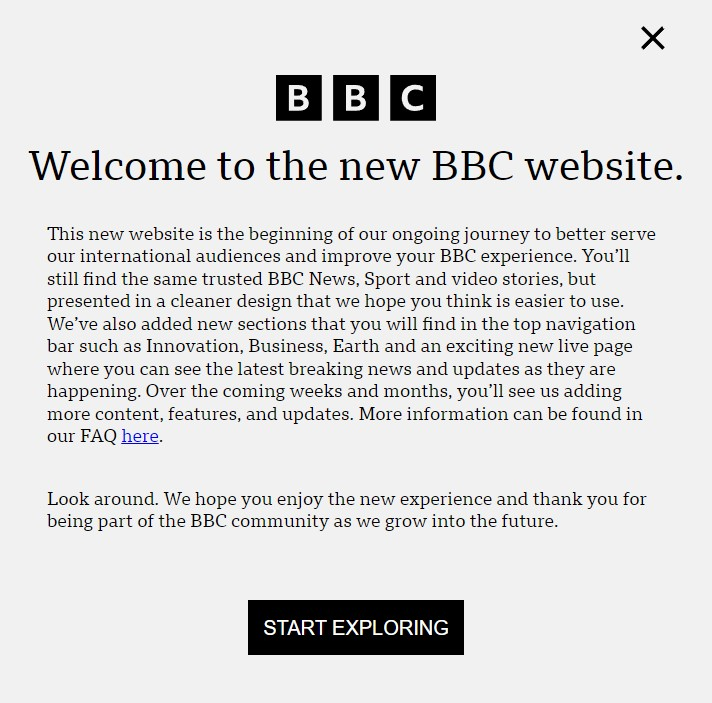 BBC
Welcome to the new BBC website.
This new website is the beginning of our ongoing journey to better serve
our international audiences and improve your BBC experience. You’ll
still find the same trusted BBC News, Sport and video stories, but
presented in a cleaner design that we hope you think is easier to use.
We’ve also added new sections that you will find in the top navigation
bar such as Innovation, Business, Earth and an exciting new live page
where you can see the latest breaking news and updates as they are
happening. Over the coming weeks and months, you’ll see us adding
more content, features, and updates. More information can be found in
our FAQ here.
Look around. We hope you enjoy the new experience and thank you for
being part of the BBC community as we grow into the future.
START EXPLORING